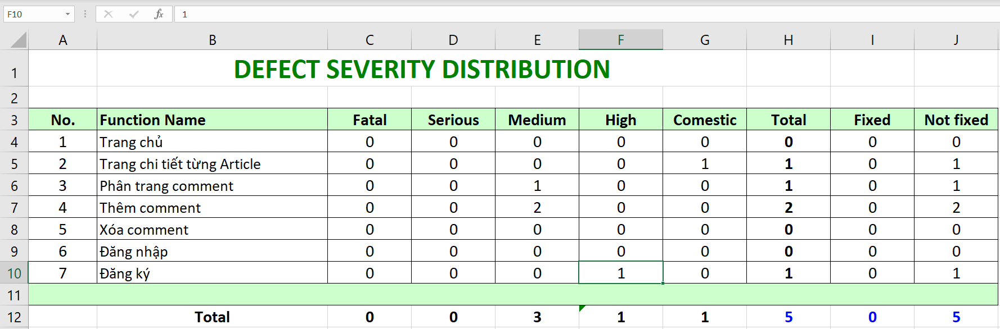 F10 fx 1
A B C D E F G H I J
1 DEFECT SEVERITY DISTRIBUTION
2
3 No. Function Name Fatal Serious Medium High Comestic Total Fixed Not fixed
4 1 Trang chủ 0 0 0 0 0 0 0 0
5 2 Trang chi tiết từng Article 0 0 0 0 1 1 0 1
6 3 Phân trang comment 0 0 1 0 0 1 0 1
7 4 Thêm comment 0 0 2 0 0 2 0 2
8 5 Xóa comment 0 0 0 0 0 0 0 0
9 6 Đăng nhập 0 0 0 0 0 0 0 0
10 7 Đăng ký 0 0 0 1 0 1 0 1
11
12 Total 0 0 3 1 1 5 0 5